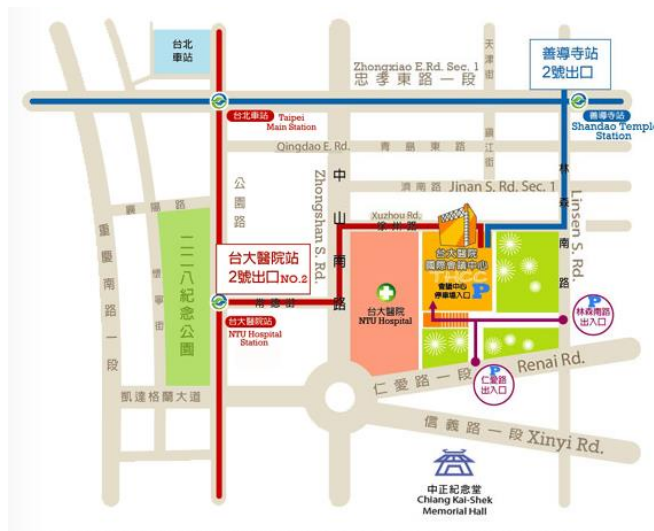 台北
車站
Zhongxiao E.Rd. Sec. 1
忠孝東路一段
天津街
善導寺站
2號出口
台北車站
Taipei
Main Station
善導寺站
Shandao Temple
Station
Qingdao E. Rd.
青島東路
鎮江街
公園路
中山南路
Zhongshan S. Rd.
濟南路 Jinan S. Rd. Sec. 1
林森南路
Linsen S. Rd.
襄陽路
重慶南路一段
懷寧街
二二八紀念公園
Xuzhou Rd.
徐州路
台大醫院站
2號出口NO.2
台大醫院
國際會議中心
THCC
會議中心
停車場入口
P
常德街
台大醫院
NTU Hospital
台大醫院站
NTU Hospital
Station
P
林森南路
出入口
P
仁愛路
出入口
仁愛路一段
Renai Rd.
凱達格蘭大道
信義路一段 Xinyi Rd.
中正紀念堂
Chiang Kai-Shek
Memorial Hall